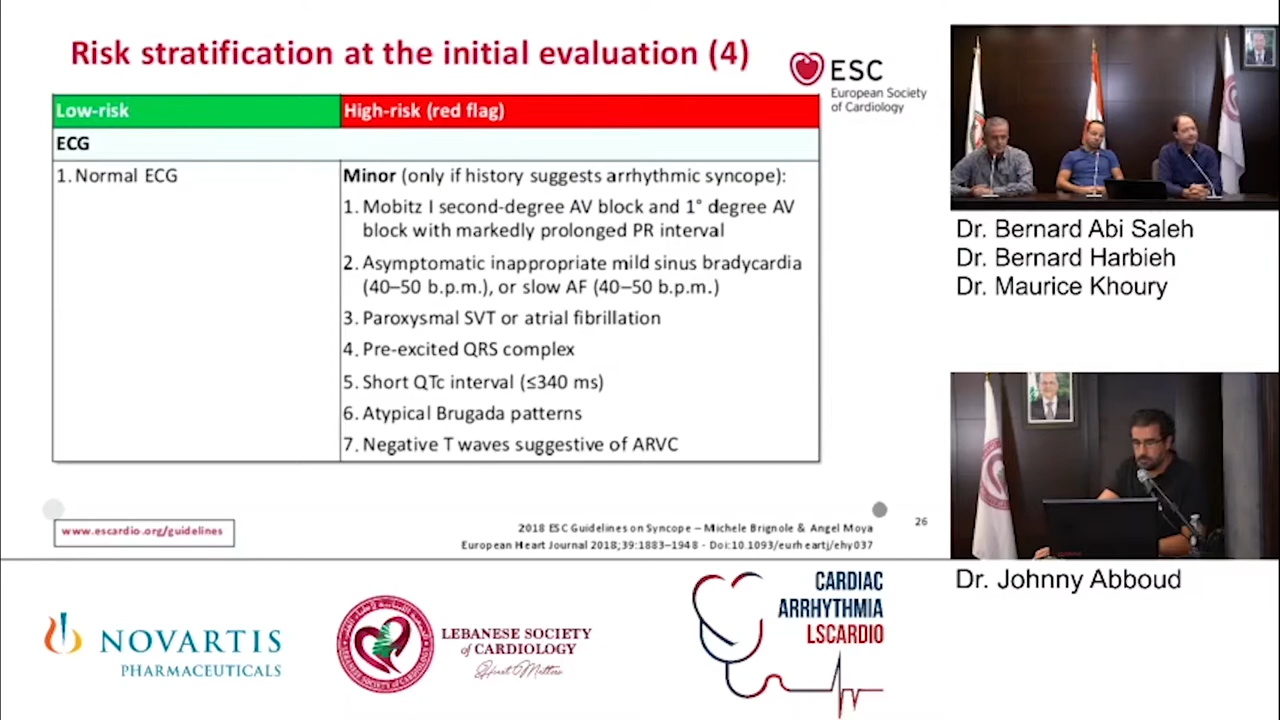 Risk stratification at the initial evaluation (4)
ESC
European Society
of Cardiology
Low-risk
High-risk (red flag)
ECG
1. Normal ECG
Minor (only if history suggests arrhythmic syncope):
1. Mobitz I second-degree AV block and 1° degree AV
block with markedly prolonged PR interval
2. Asymptomatic inappropriate mild sinus bradycardia
(40–50 b.p.m.), or slow AF (40–50 b.p.m.)
3. Paroxysmal SVT or atrial fibrillation
4. Pre-excited QRS complex
5. Short QTc interval (≤340 ms)
6. Atypical Brugada patterns
7. Negative T waves suggestive of ARVC
www.escardio.org/guidelines
2018 ESC Guidelines on Syncope – Michele Brignole & Angel Moya
European Heart Journal 2018;39:1883–1948 - Doi:10.1093/eurheartj/ehy037
26
Dr. Bernard Abi Saleh
Dr. Bernard Harbieh
Dr. Maurice Khoury
Dr. Johnny Abboud
NOVARTIS
PHARMACEUTICALS
LEBANESE SOCIETY
of CARDIOLOGY
Heart Matters
CARDIAC
ARRHYTHMIA
LSCARDIO